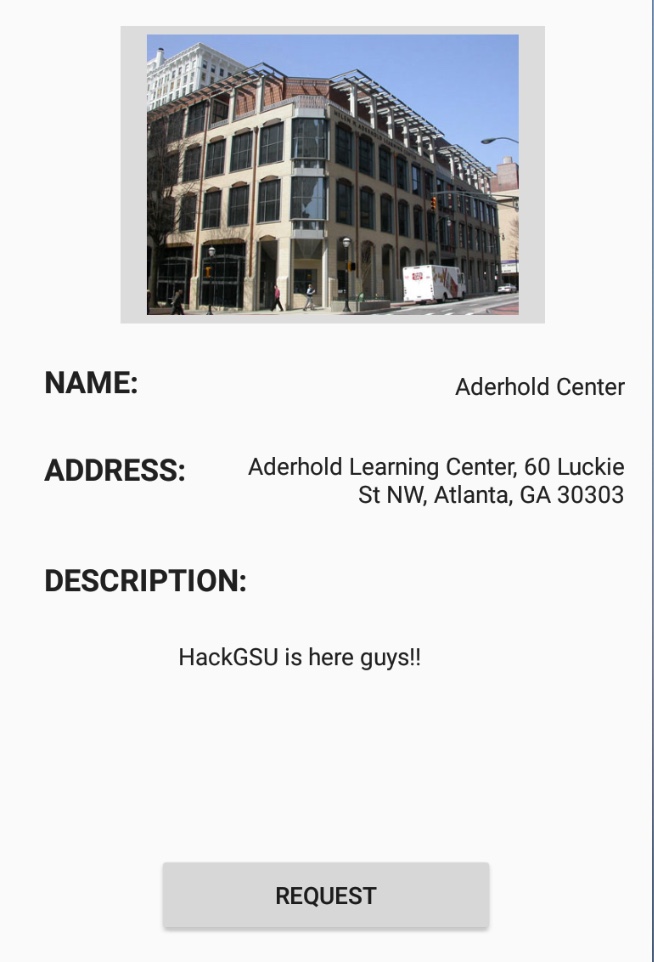 NAME:
Aderhold Center
ADDRESS:
Aderhold Learning Center, 60 Luckie
St NW, Atlanta, GA 30303
DESCRIPTION:
HackGSU is here guys!!
REQUEST